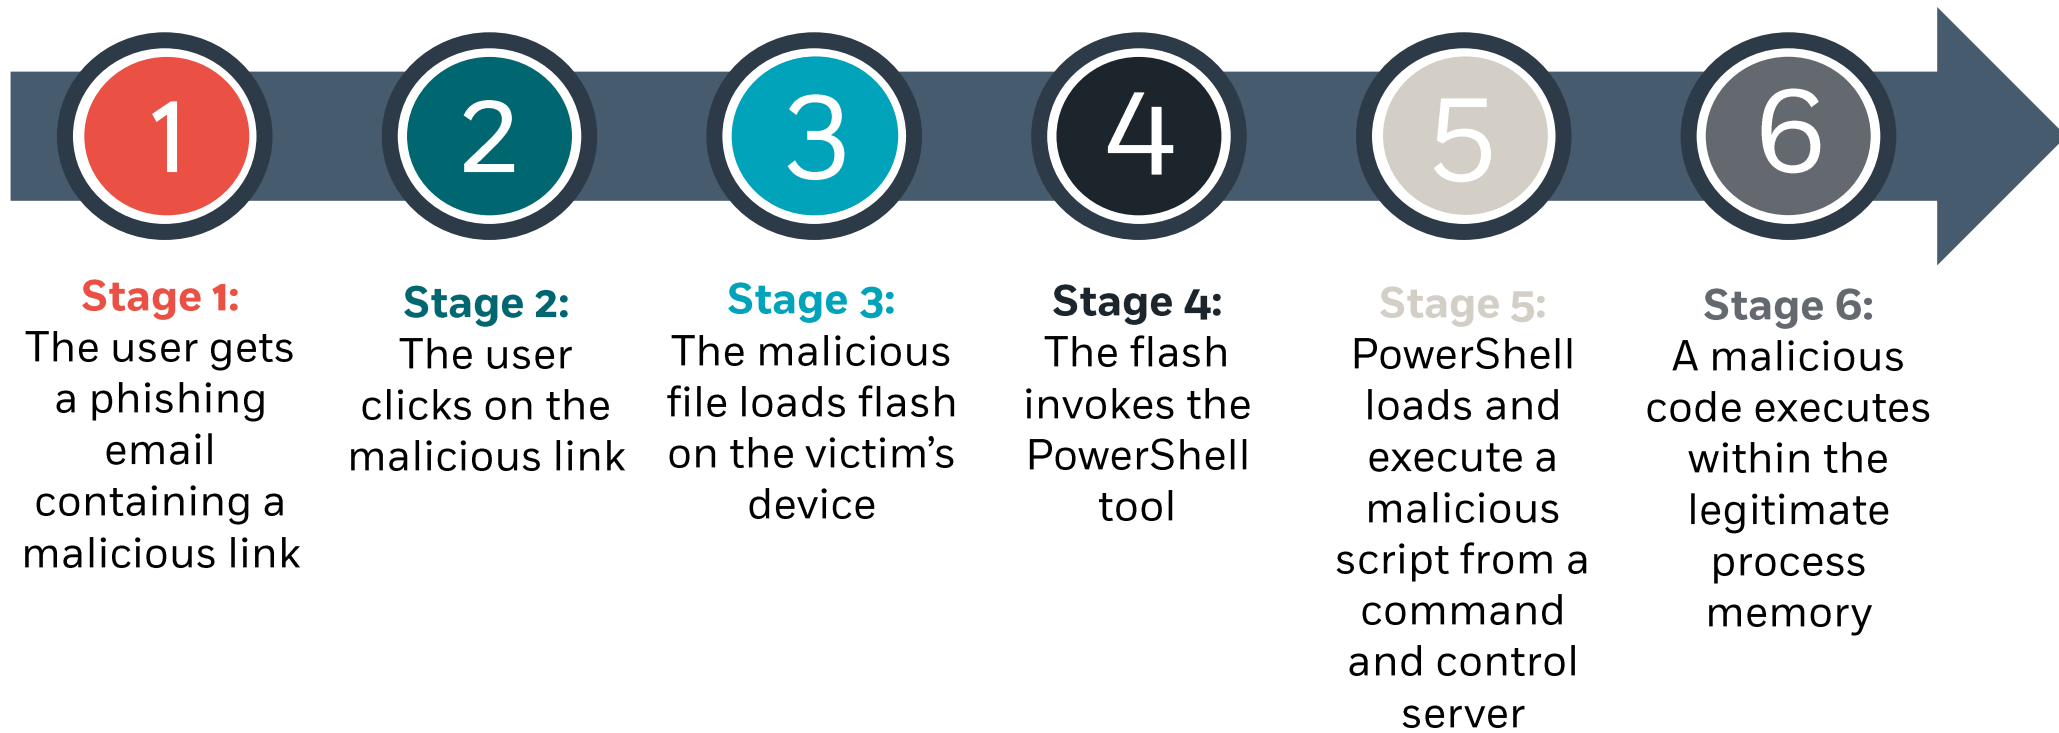 1
2
3
4
5
6
Stage 1:
The user gets
a phishing
email
containing a
malicious link
Stage 2:
The user
clicks on the
malicious link
Stage 3:
The malicious
file loads flash
on the victim’s
device
Stage 4:
The flash
invokes the
PowerShell
tool
Stage 5:
PowerShell
loads and
execute a
malicious
script from a
command
and control
server
Stage 6:
A malicious
code executes
within the
legitimate
process
memory